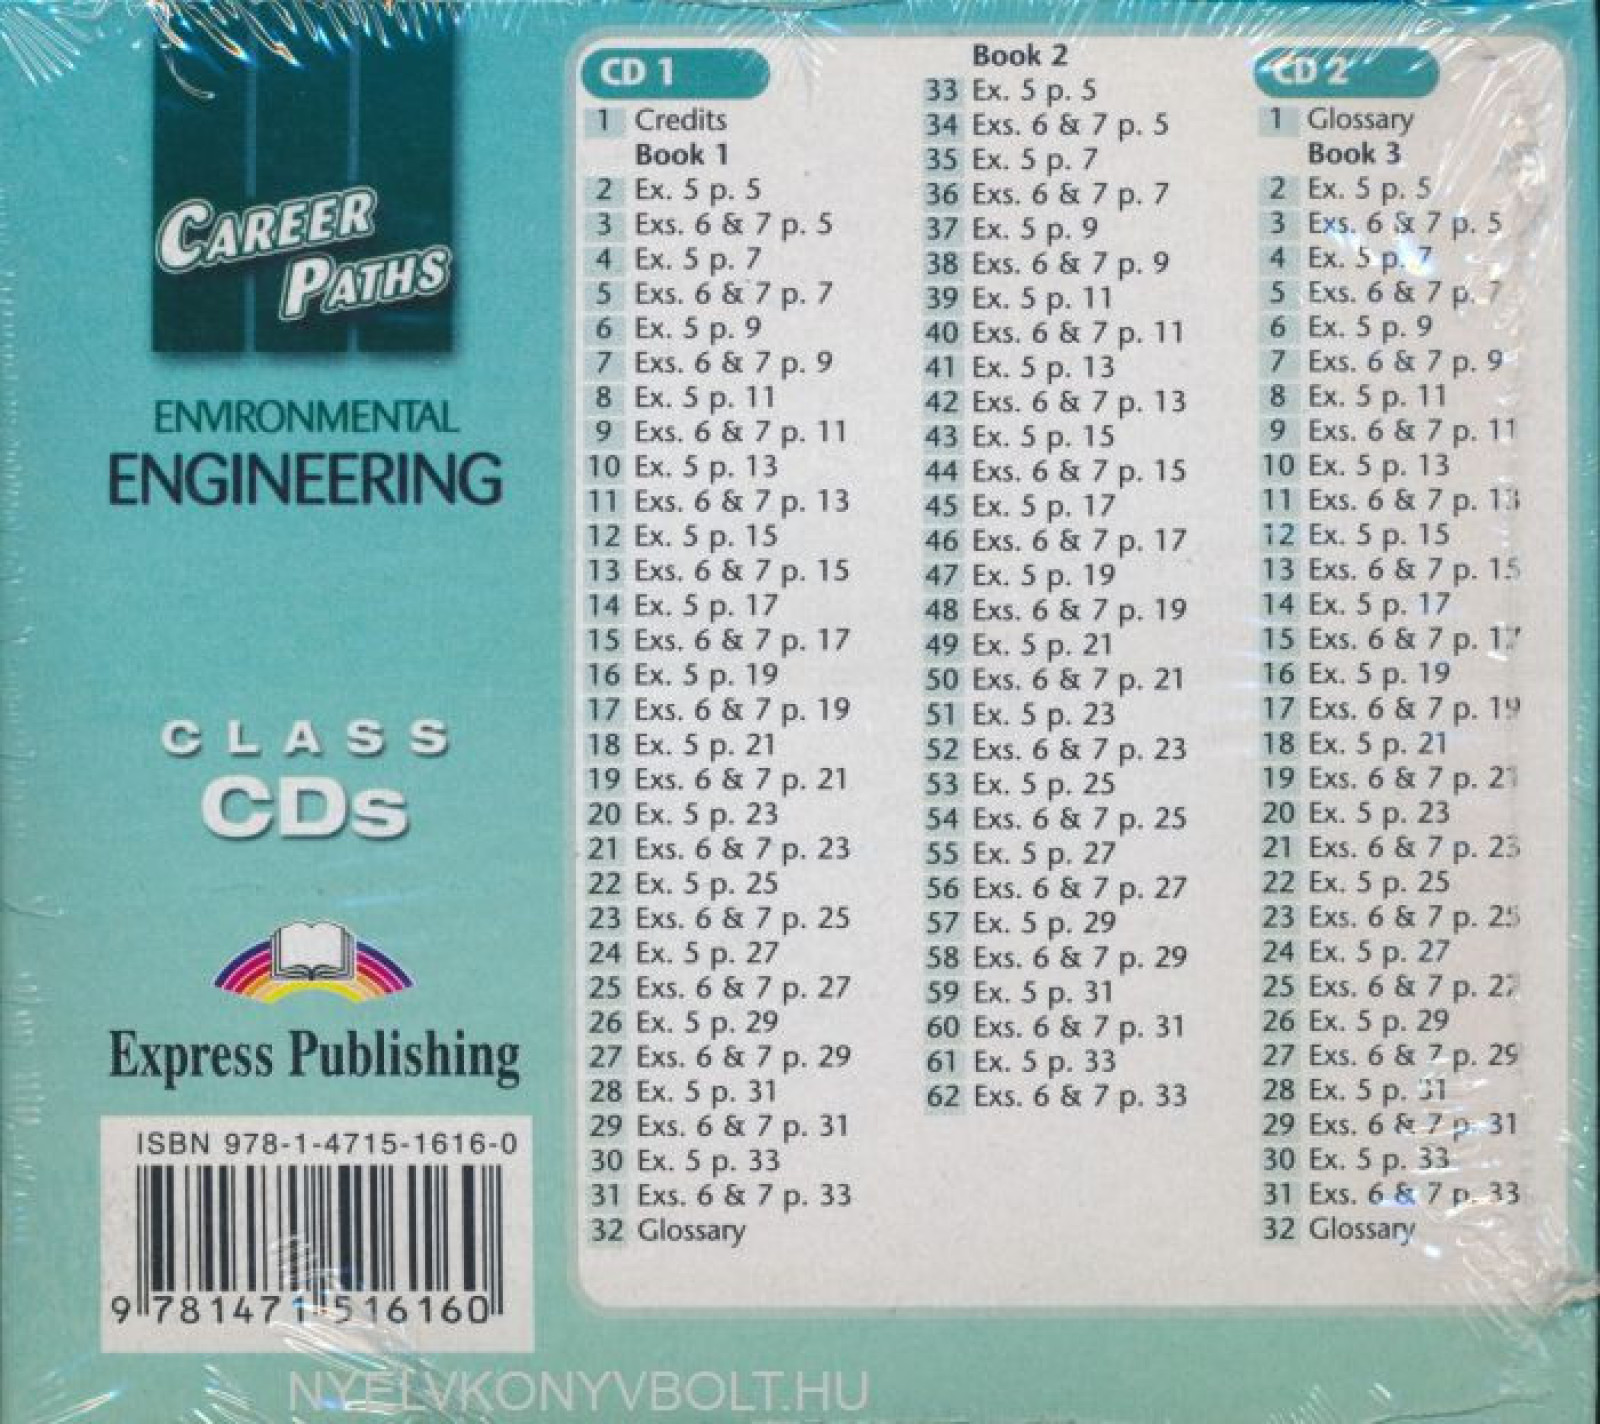 CAREER
PATHS
ENVIRONMENTAL
ENGINEERING
CLASS
CDs
Express Publishing
ISBN 978-1-4715-1616-0
9 781471 516160
CD 1
1 Credits
Book 1
2 Ex. 5 p. 5
3 Exs. 6 & 7 p. 5
4 Ex. 5 p. 7
5 Exs. 6 & 7 p. 7
6 Ex. 5 p. 9
7 Exs. 6 & 7 p. 9
8 Ex. 5 p. 11
9 Exs. 6 & 7 p. 11
10 Ex. 5 p. 13
11 Exs. 6 & 7 p. 13
12 Ex. 5 p. 15
13 Exs. 6 & 7 p. 15
14 Ex. 5 p. 17
15 Exs. 6 & 7 p. 17
16 Ex. 5 p. 19
17 Exs. 6 & 7 p. 19
18 Ex. 5 p. 21
19 Exs. 6 & 7 p. 21
20 Ex. 5 p. 23
21 Exs. 6 & 7 p. 23
22 Ex. 5 p. 25
23 Exs. 6 & 7 p. 25
24 Ex. 5 p. 27
25 Exs. 6 & 7 p. 27
26 Ex. 5 p. 29
27 Exs. 6 & 7 p. 29
28 Ex. 5 p. 31
29 Exs. 6 & 7 p. 31
30 Ex. 5 p. 33
31 Exs. 6 & 7 p. 33
32 Glossary
Book 2
33 Ex. 5 p. 5
34 Exs. 6 & 7 p. 5
35 Ex. 5 p. 7
36 Exs. 6 & 7 p. 7
37 Ex. 5 p. 9
38 Exs. 6 & 7 p. 9
39 Ex. 5 p. 11
40 Exs. 6 & 7 p. 11
41 Ex. 5 p. 13
42 Exs. 6 & 7 p. 13
43 Ex. 5 p. 15
44 Exs. 6 & 7 p. 15
45 Ex. 5 p. 17
46 Exs. 6 & 7 p. 17
47 Ex. 5 p. 19
48 Exs. 6 & 7 p. 19
49 Ex. 5 p. 21
50 Exs. 6 & 7 p. 21
51 Ex. 5 p. 23
52 Exs. 6 & 7 p. 23
53 Ex. 5 p. 25
54 Exs. 6 & 7 p. 25
55 Ex. 5 p. 27
56 Exs. 6 & 7 p. 27
57 Ex. 5 p. 29
58 Exs. 6 & 7 p. 29
59 Ex. 5 p. 31
60 Exs. 6 & 7 p. 31
61 Ex. 5 p. 33
62 Exs. 6 & 7 p. 33
CD 2
1 Glossary
Book 3
2 Ex. 5 p. 5
3 Exs. 6 & 7 p. 5
4 Ex. 5 p. 7
5 Exs. 6 & 7 p. 7
6 Ex. 5 p. 9
7 Exs. 6 & 7 p. 9
8 Ex. 5 p. 11
9 Exs. 6 & 7 p. 11
10 Ex. 5 p. 13
11 Exs. 6 & 7 p. 13
12 Ex. 5 p. 15
13 Exs. 6 & 7 p. 15
14 Ex. 5 p. 17
15 Exs. 6 & 7 p. 17
16 Ex. 5 p. 19
17 Exs. 6 & 7 p. 19
18 Ex. 5 p. 21
19 Exs. 6 & 7 p. 21
20 Ex. 5 p. 23
21 Exs. 6 & 7 p. 23
22 Ex. 5 p. 25
23 Exs. 6 & 7 p. 25
24 Ex. 5 p. 27
25 Exs. 6 & 7 p. 27
26 Ex. 5 p. 29
27 Exs. 6 & 7 p. 29
28 Ex. 5 p. 31
29 Exs. 6 & 7 p. 31
30 Ex. 5 p. 33
31 Exs. 6 & 7 p. 33
32 Glossary
NYELVKONYVBOLT.HU